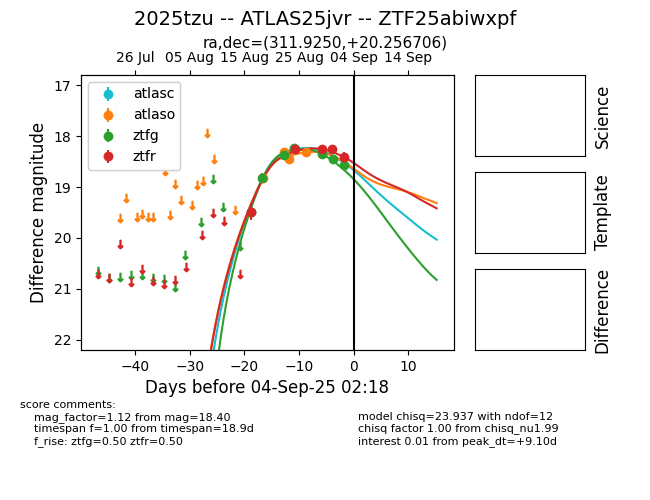 2025tzu -- ATLAS25jvr -- ZTF25abiwxpf
ra,dec=(311.9250,+20.256706)
26 Jul 05 Aug 15 Aug 25 Aug 04 Sep 14 Sep
17
18
19
20
21
22
Difference magnitude
atlasc
atlaso
ztfg
ztfr
−40 −30 −20 −10 0 10
Days before 04-Sep-25 02:18
Science
Template
Difference
score comments:
mag_factor=1.12 from mag=18.40
timespan f=1.00 from timespan=18.9d
f_rise: ztfg=0.50 ztfr=0.50
model chisq=23.937 with ndof=12
chisq factor 1.00 from chisq_nu1.99
interest 0.01 from peak_dt=+9.10d